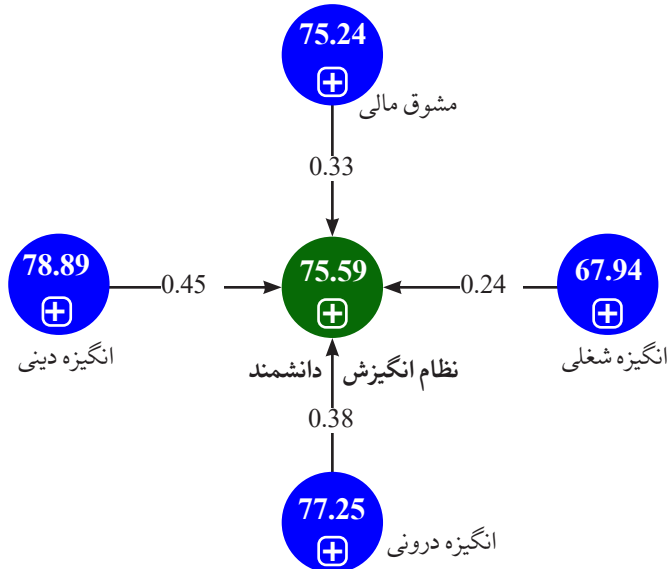 75.24
مشوق مالی
0.33
78.89
0.45
75.59
0.24
67.94
انگیزه دینی
نظام انگیزش دانشمند
انگیزه شغلی
0.38
77.25
انگیزه درونی